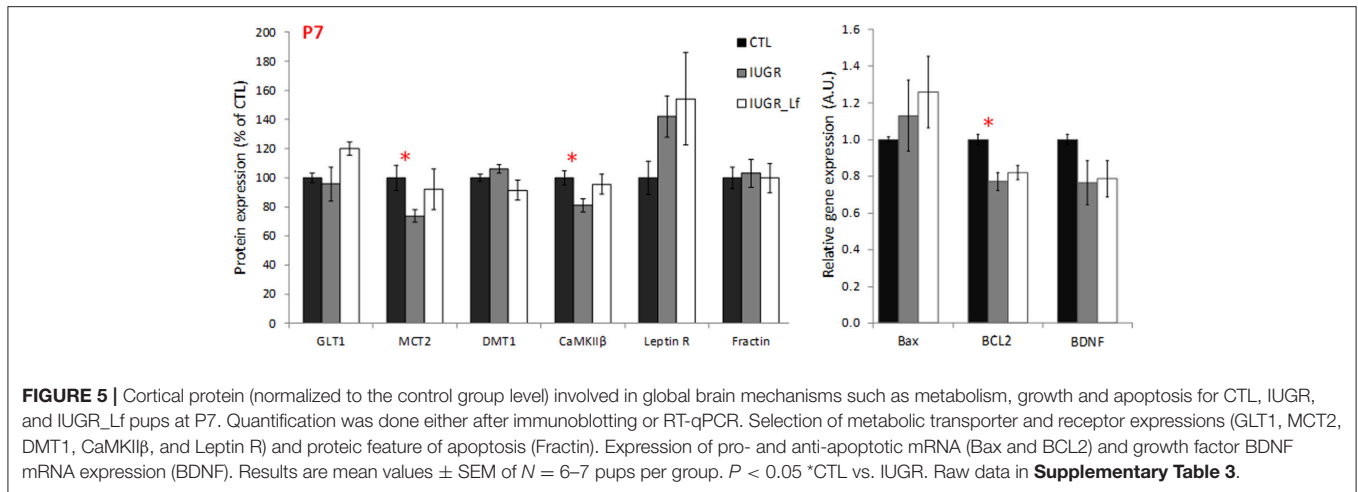 P7
Protein expression (% of CTL)
200
180
160
140
120
100
80
60
40
20
0
*
*
GLT1 MCT2 DMT1 CaMKIIβ Leptin R Fractin
CTL
IUGR
IUGR_Lf
Relative gene expression (A.U.)
1.6
1.4
1.2
1.0
0.8
0.6
0.4
0.2
0.0
*
Bax BCL2 BDNF
FIGURE 5 | Cortical protein (normalized to the control group level) involved in global brain mechanisms such as metabolism, growth and apoptosis for CTL, IUGR,
and IUGR_Lf pups at P7. Quantification was done either after immunoblotting or RT-qPCR. Selection of metabolic transporter and receptor expressions (GLT1, MCT2,
DMT1, CaMKIIβ, and Leptin R) and proteic feature of apoptosis (Fractin). Expression of pro- and anti-apoptotic mRNA (Bax and BCL2) and growth factor BDNF
mRNA expression (BDNF). Results are mean values ± SEM of N = 6–7 pups per group. P < 0.05 *CTL vs. IUGR. Raw data in Supplementary Table 3.